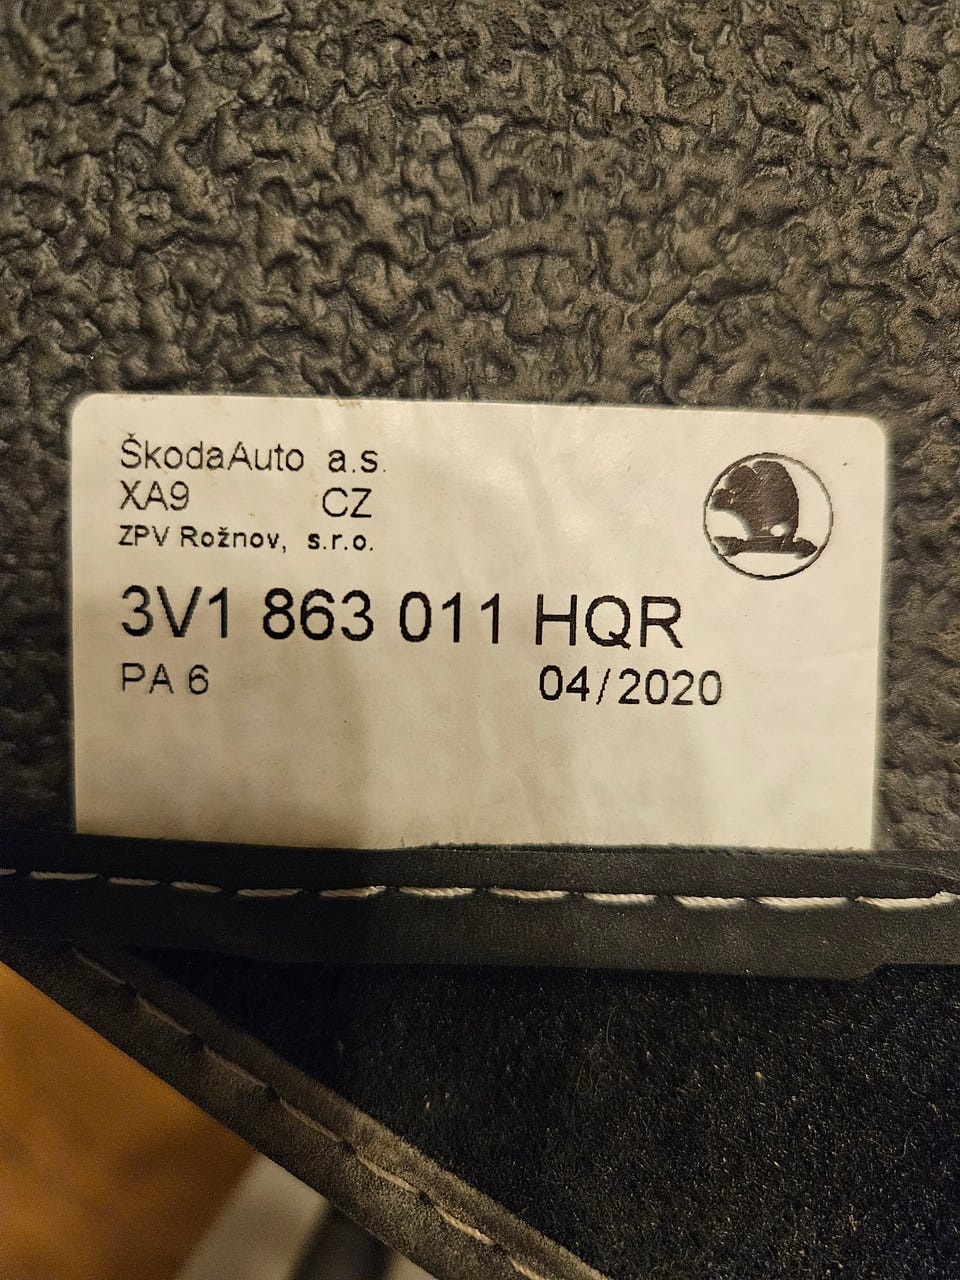 ŠkodaAuto a.s.
XA9 CZ
ZPV Rožnov, s.r.o.
3V1 863 011 HQR
PA 6 04/2020